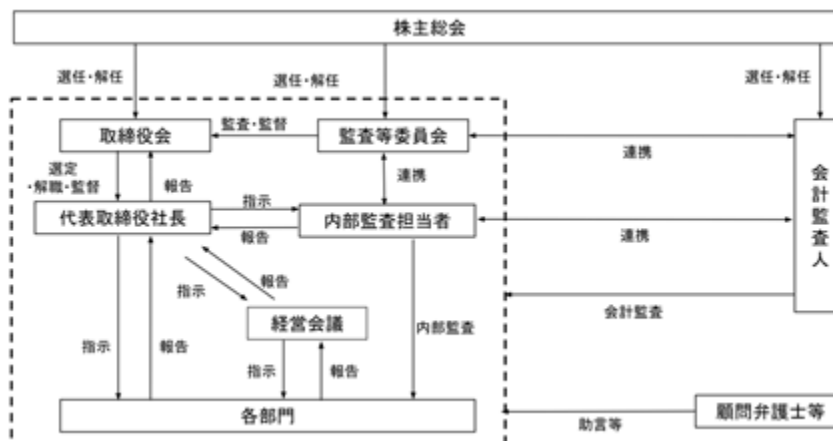 株主総会
選任・解任
選任・解任
選任・解任
取締役会
監査・監督
監査等委員会
連携
選定
・解職・監督
報告
連携
会計監査人
代表取締役社長
指示
報告
内部監査担当者
連携
指示
報告
会計監査
経営会議
指示
報告
指示
報告
内部監査
各部門
助言等
顧問弁護士等